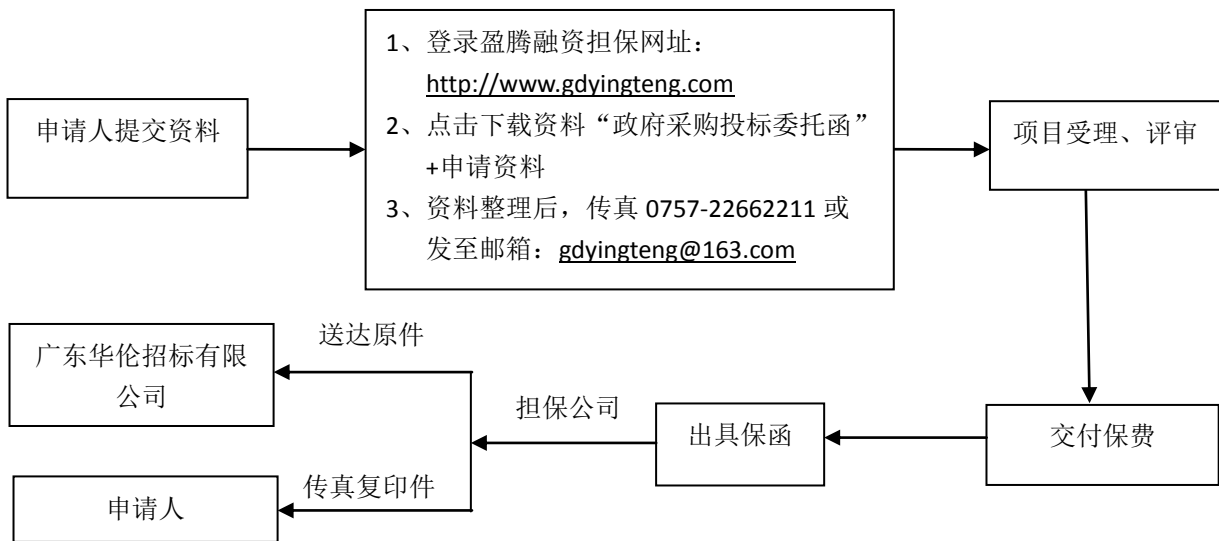 申请人提交资料
1、登录盈腾融资担保网址：
http://www.gdyingteng.com
2、点击下载资料“政府采购投标委托函”
+申请资料
3、资料整理后，传真 0757-22662211 或
发至邮箱：gdyingteng@163.com
项目受理、评审
交付保费
出具保函
担保公司
送达原件
广东华伦招标有限
公司
传真复印件
申请人